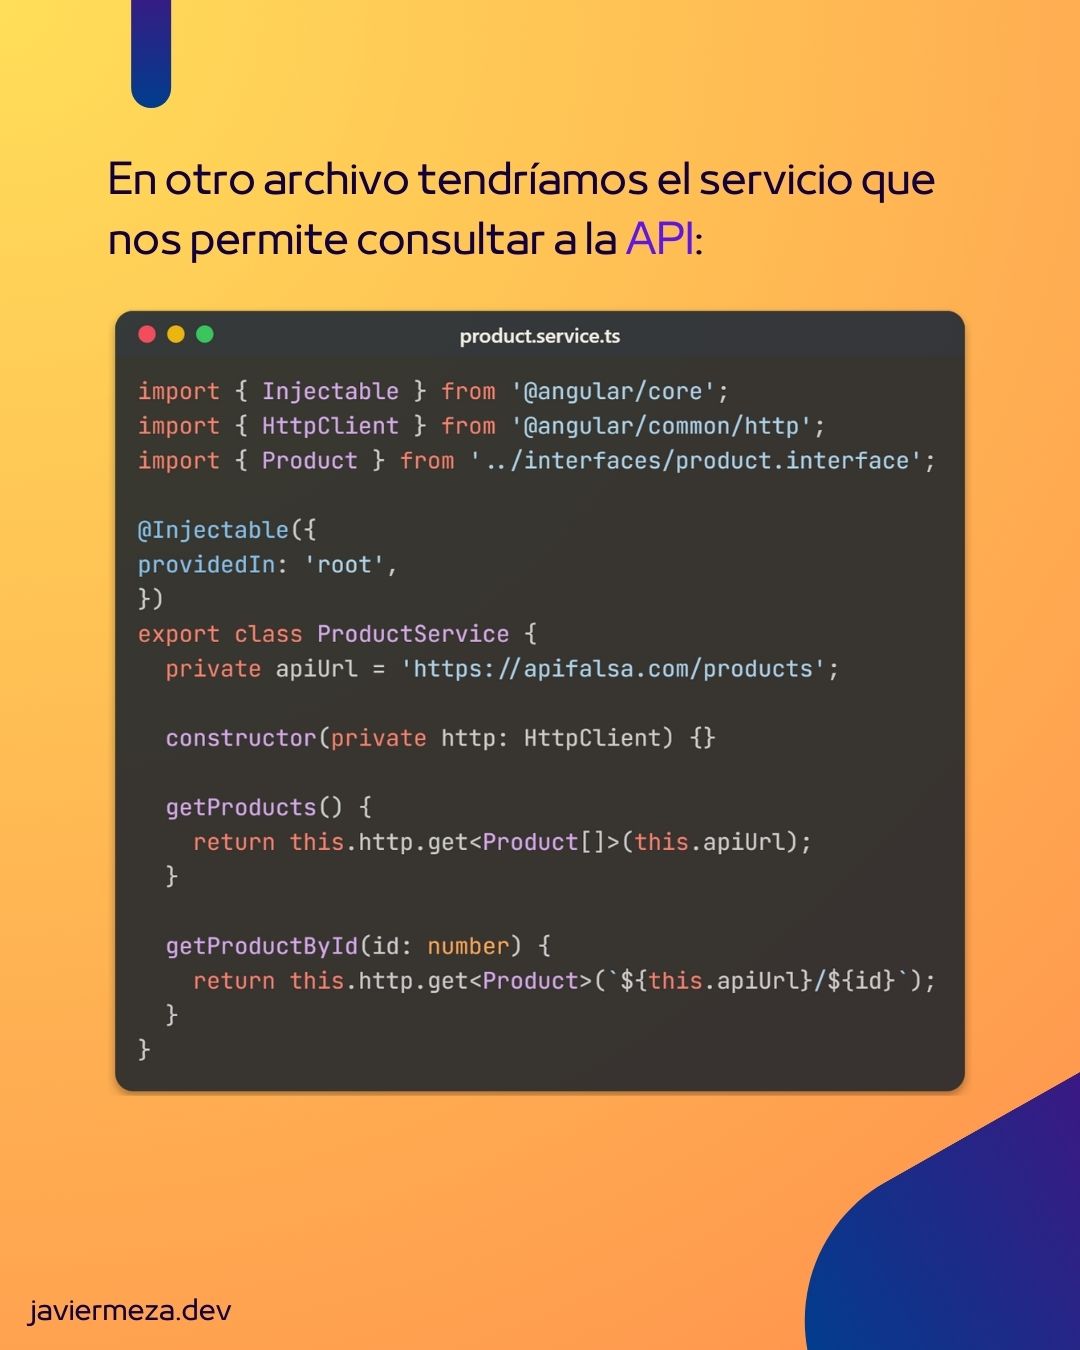 En otro archivo tendríamos el servicio que
nos permite consultar a la API:
product.service.ts
import { Injectable } from '@angular/core';
import { HttpClient } from '@angular/common/http';
import { Product } from '../interfaces/product.interface';
@Injectable({
providedIn: 'root',
})
export class ProductService {
  private apiUrl = 'https://apifalsa.com/products';
  constructor(private http: HttpClient) {}
  getProducts() {
    return this.http.get<Product[]>(this.apiUrl);
  }
  getProductById(id: number) {
    return this.http.get<Product>(`${this.apiUrl}/${id}`);
  }
}
javiermeza.dev